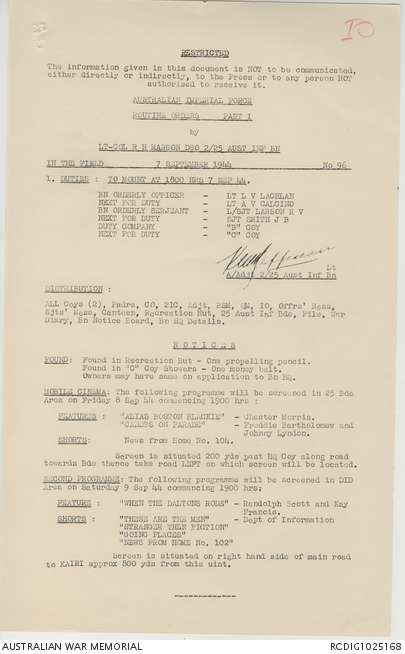 IO
RESTRICTED
The information given in this document is NOT to be communicated,
either directly or indirectly, to the Press or to any person NOT
authorised to receive it.
AUSTRALIAN IMPERIAL FORCE
ROUTINE ORDERS PART I
by
LT-COL R H MARSON DSO 2/25 AUST INF BN
IN THE FIELD 7 SEPTEMBER 1944 No 96
1. DUTIES : TO MOUNT AT 1800 HRS 7 SEP 44.
BN ORDERLY OFFICER - LT L V LACHLAN
NEXT FOR DUTY - LT A V CALCINO
BN ORDERLY SERJEANT - L/SJT LARSON R V
NEXT FOR DUTY - SJT SMITH J B
DUTY COMPANY - "B" COY
NEXT FOR DUTY - "C" COY
Lt
A/Adjt 2/25 Aust Inf Bn
DISTRIBUTION :
ALL Coys (2), Padre, CO, 2IC, Adjt, RSM, QM, IO, Offrs' Mess,
Sjts' Mess, Canteen, Recreation Hut, 25 Aust Inf Bde, File, War
Diary, Bn Notice Board, Bn HQ Details.
NOTICES
FOUND: Found in Recreation Hut - One propelling pencil.
Found in "C" Coy Showers - One money belt.
Owners may have same on application to Bn HQ.
MOBILE CINEMA: The following programme will be screened in 25 Bde
Area on Friday 8 Sep 44 commencing 1900 hrs :
FEATURES : "ALIAS BOSTON BLACKIE" - Chester Morris.
"CADETS ON PARADE" - Freddie Bartholomew and
Johnny Lyndon.
SHORTS: News from Home No. 104.
Screen is situated 200 yds past HQ Coy along road
towards Bde thence take road LEFT on which screen will be located.
SECOND PROGRAMME: The following programme will be screened in DID
Area on Saturday 9 Sep 44 commencing 1900 hrs:
FEATURE : "WHEN THE DALTONS RODE" - Randolph Scott and Kay
Francis.
SHORTS : "THESE ARE THE MEN" - Dept of Information
"STRANGER THEN FICTION"
"GOING PLACES"
"NEWS FROM HOME No. 102"
Screen is situated on right hand side of main road
to KAIRI approx 800 yds from this uint.
AUSTRALIAN WAR MEMORIAL RCDIG1025168